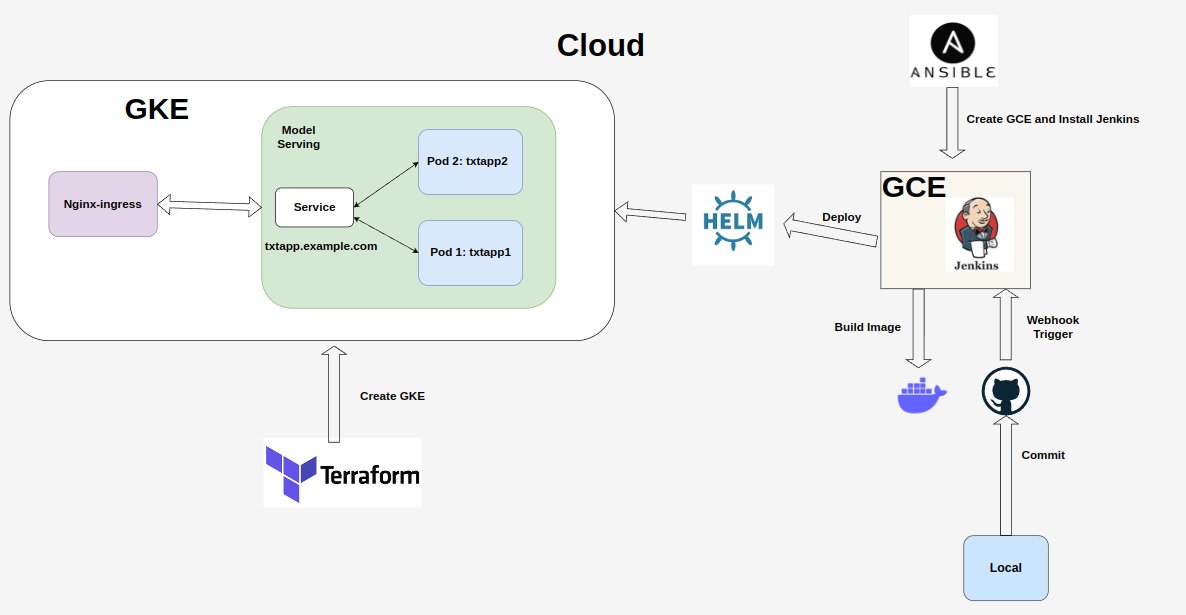 Cloud
ANSIBLE
Create GCE and Install Jenkins
GKE
Model
Serving
Nginx-ingress
Service
txtapp.example.com
Pod 2: txtapp2
Pod 1: txtapp1
HELM
Deploy
GCE
Jenkins
Build Image
Webhook
Trigger
Create GKE
Terraform
Commit
Local